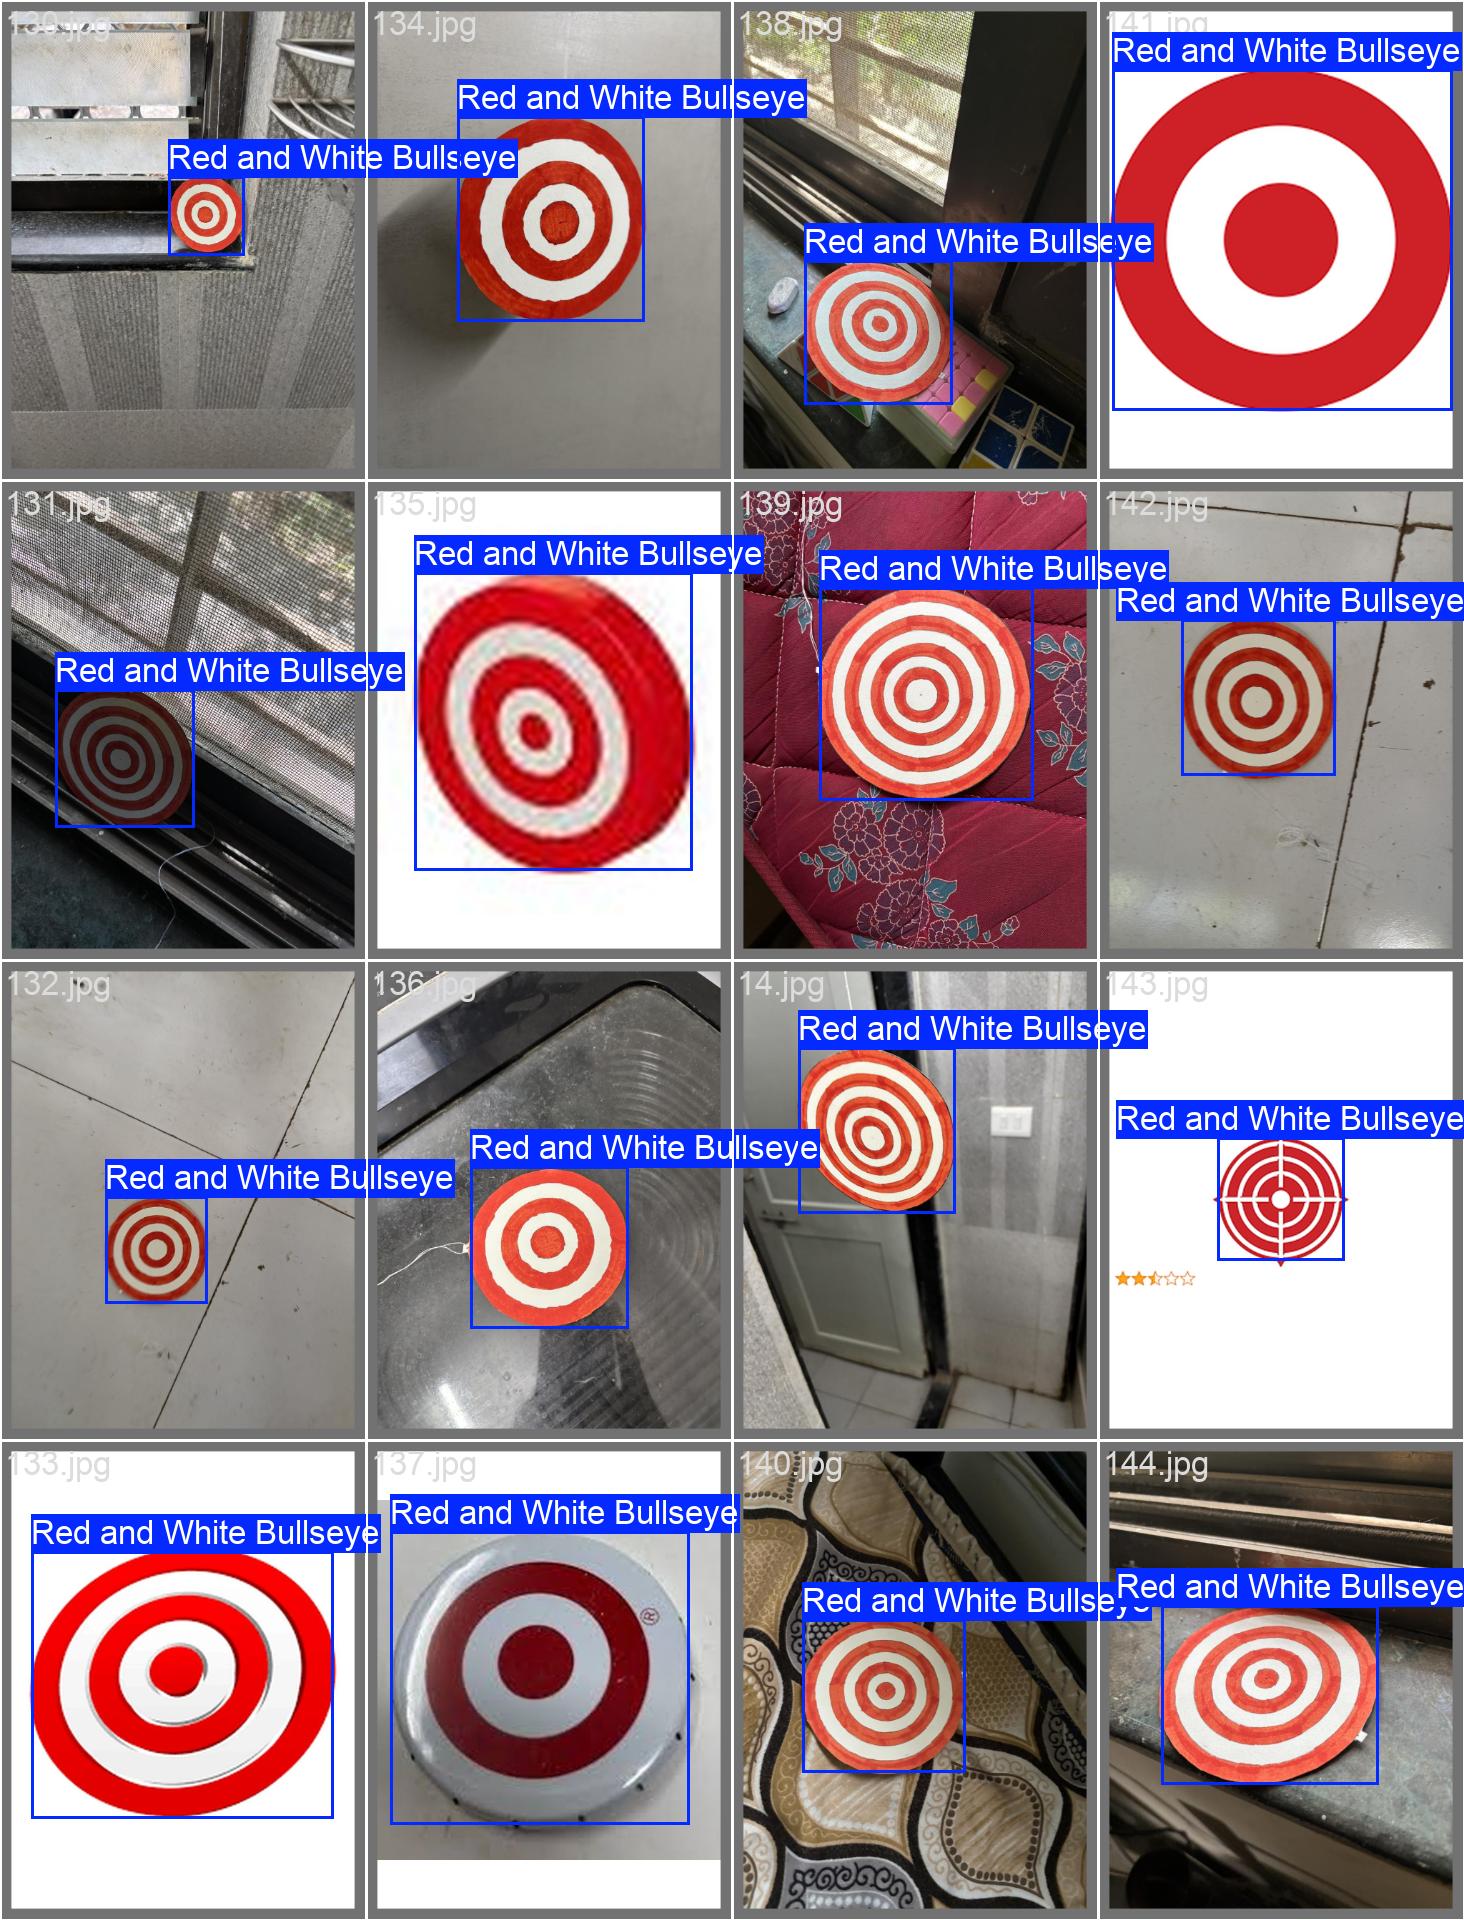 130.jpg
Red and White Bullseye
134.jpg
Red and White Bullseye
138.jpg
Red and White Bullseye
141.jpg
Red and White Bullseye
131.jpg
Red and White Bullseye
135.jpg
Red and White Bullseye
139.jpg
Red and White Bullseye
142.jpg
Red and White Bullseye
132.jpg
Red and White Bullseye
136.jpg
Red and White Bullseye
14.jpg
Red and White Bullseye
143.jpg
Red and White Bullseye
133.jpg
Red and White Bullseye
137.jpg
Red and White Bullseye
®
140.jpg
Red and White Bullseye
144.jpg
Red and White Bullseye